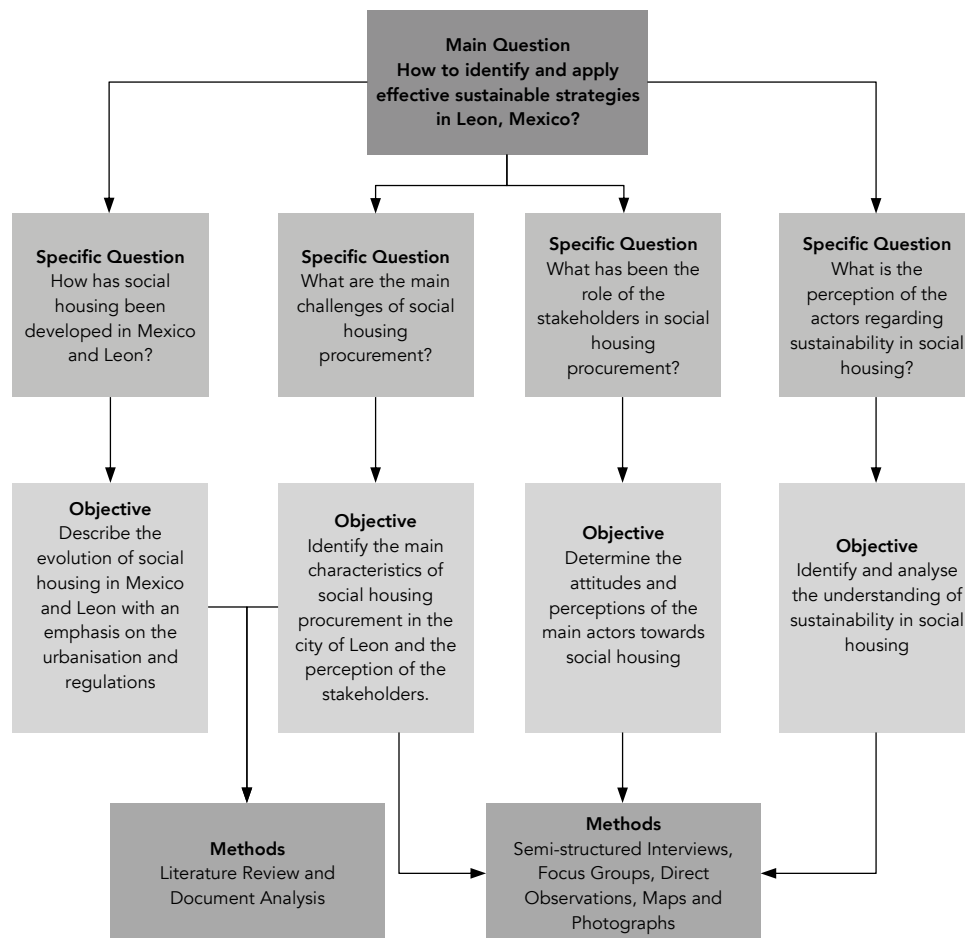 Main Question
How to identify and apply
effective sustainable strategies
in Leon, Mexico?
Specific Question
How has social
housing been
developed in Mexico
and Leon?
Specific Question
What are the main
challenges of social
housing
procurement?
Specific Question
What has been the
role of the
stakeholders in social
housing
procurement?
Specific Question
What is the
perception of the
actors regarding
sustainability in social
housing?
Objective
Describe the
evolution of social
housing in Mexico
and Leon with an
emphasis on the
urbanisation and
regulations
Objective
Identify the main
characteristics of
social housing
procurement in the
city of Leon and the
perception of the
stakeholders.
Objective
Determine the
attitudes and
perceptions of the
main actors towards
social housing
Objective
Identify and analyse
the understanding of
sustainability in social
housing
Methods
Literature Review and
Document Analysis
Methods
Semi-structured Interviews,
Focus Groups, Direct
Observations, Maps and
Photographs